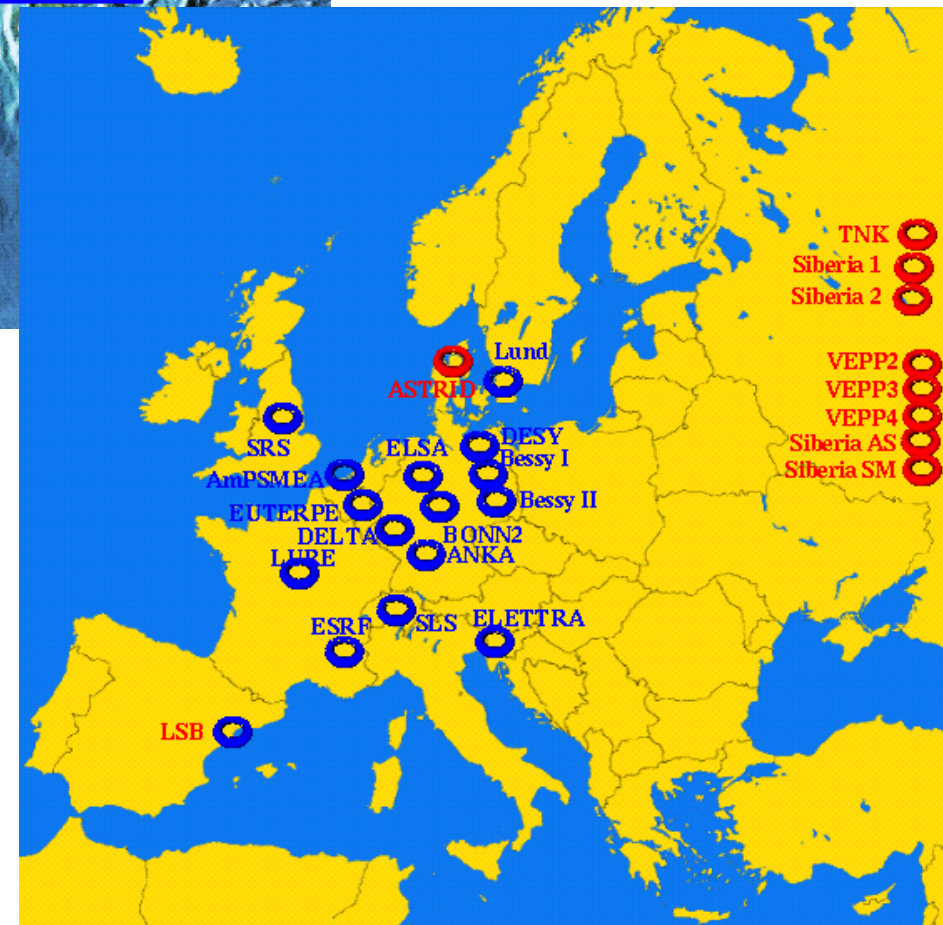 TNK
Siberia 1
Siberia 2
Lund
VEPP2
ASTRID
VEPP3
VEPP4
DESY
SRS
ELSA
Siberia AS
Bessy I
Siberia SM
AmPSMEA
Bessy II
EUTERPE
DELTA
BONN2
LURE
ANKA
ESRF
SLS
ELETTRA
LSB